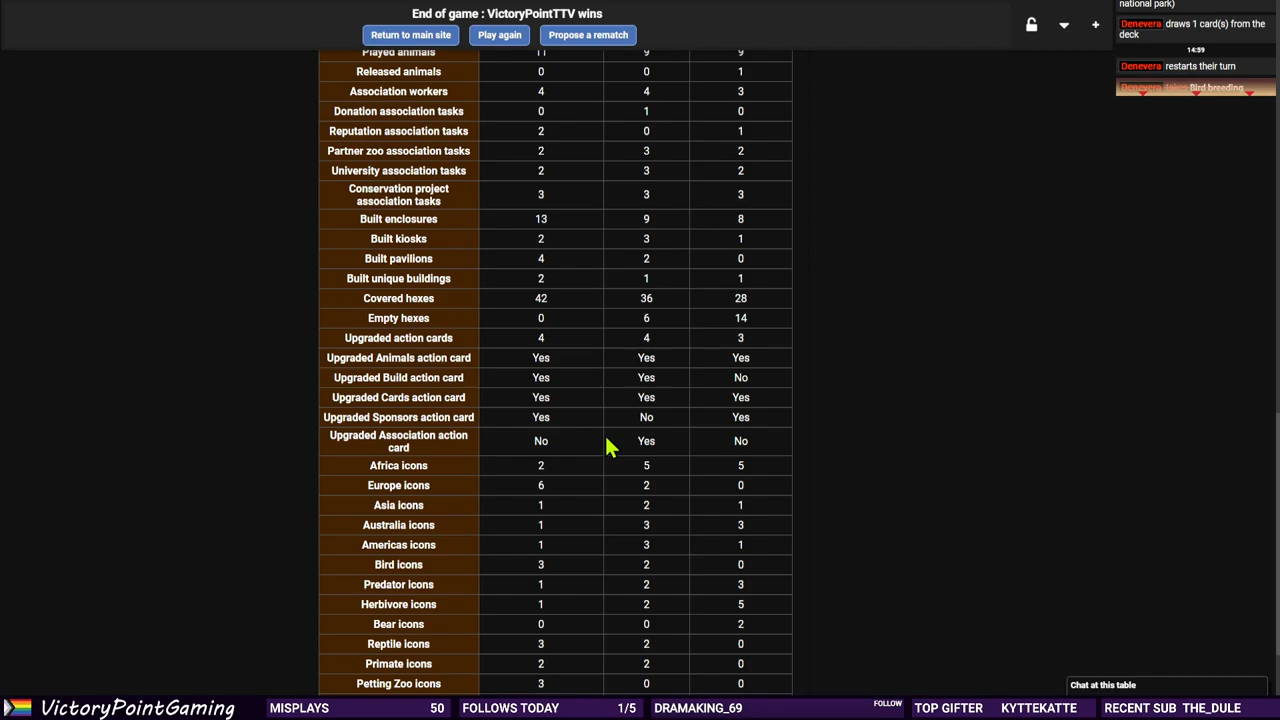 End of game : VictoryPointTTV wins
Return to main site Play again Propose a rematch
national park)
Denevera draws 1 card(s) from the
deck
14:59
Denevera restarts their turn
Denevera takes Bird breeding
Played animals 11 9 9
Released animals 0 0 1
Association workers 4 4 3
Donation association tasks 0 1 0
Reputation association tasks 2 0 1
Partner zoo association tasks 2 3 2
University association tasks 2 3 2
Conservation project
association tasks 3 3 3
Built enclosures 13 9 8
Built kiosks 2 3 1
Built pavilions 4 2 0
Built unique buildings 2 1 1
Covered hexes 42 36 28
Empty hexes 0 6 14
Upgraded action cards 4 4 3
Upgraded Animals action card Yes Yes Yes
Upgraded Build action card Yes Yes No
Upgraded Cards action card Yes Yes Yes
Upgraded Sponsors action card Yes No Yes
Upgraded Association action
card No Yes No
Africa icons 2 5 5
Europe icons 6 2 0
Asia icons 1 2 1
Australia icons 1 3 3
Americas icons 1 3 1
Bird icons 3 2 0
Predator icons 1 2 3
Herbivore icons 1 2 5
Bear icons 0 0 2
Reptile icons 3 2 0
Primate icons 2 2 0
Petting Zoo icons 3 0 0
Chat at this table
VictoryPointGaming MISPLAYS 50 FOLLOWS TODAY 1/5 DRAMAKING_69 FOLLOW TOP GIFTER KYTTEKATTE RECENT SUB THE_DULE